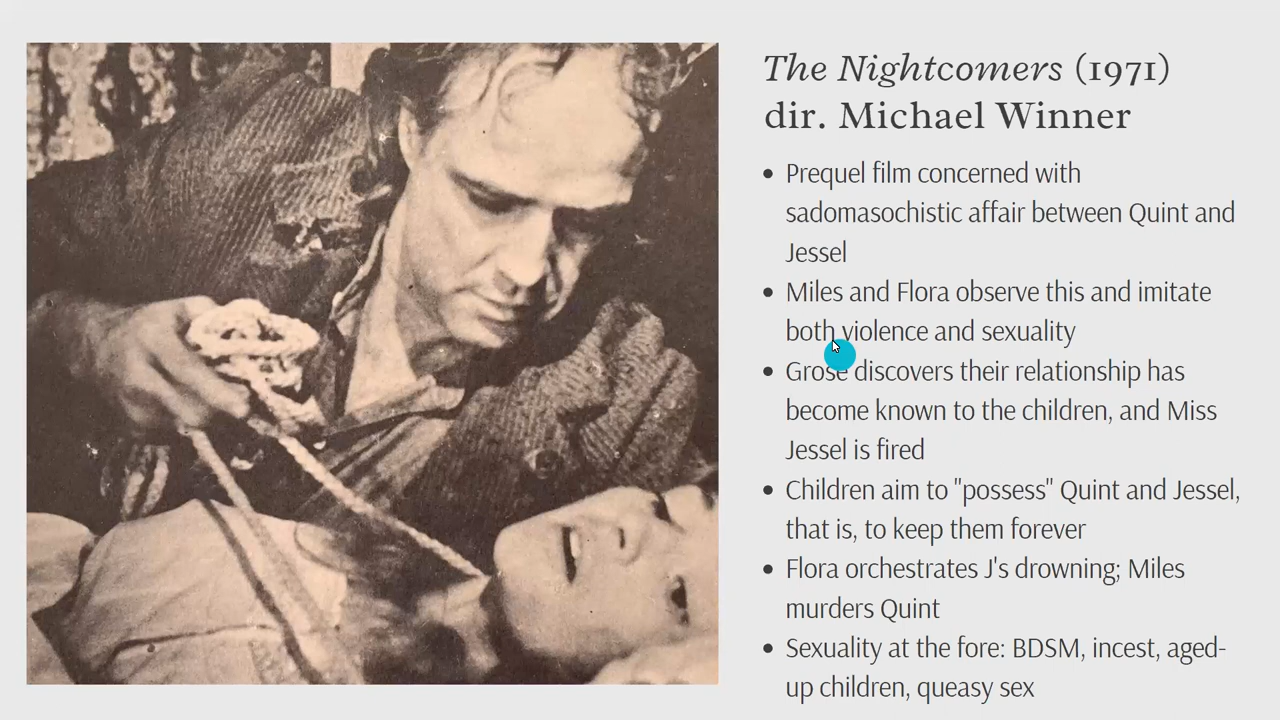 The Nightcomers (1971)
dir. Michael Winner
• Prequel film concerned with
sadomasochistic affair between Quint and
Jessel
• Miles and Flora observe this and imitate
both violence and sexuality
• Grose discovers their relationship has
become known to the children, and Miss
Jessel is fired
• Children aim to "possess" Quint and Jessel,
that is, to keep them forever
• Flora orchestrates J's drowning; Miles
murders Quint
• Sexuality at the fore: BDSM, incest, aged-
up children, queasy sex